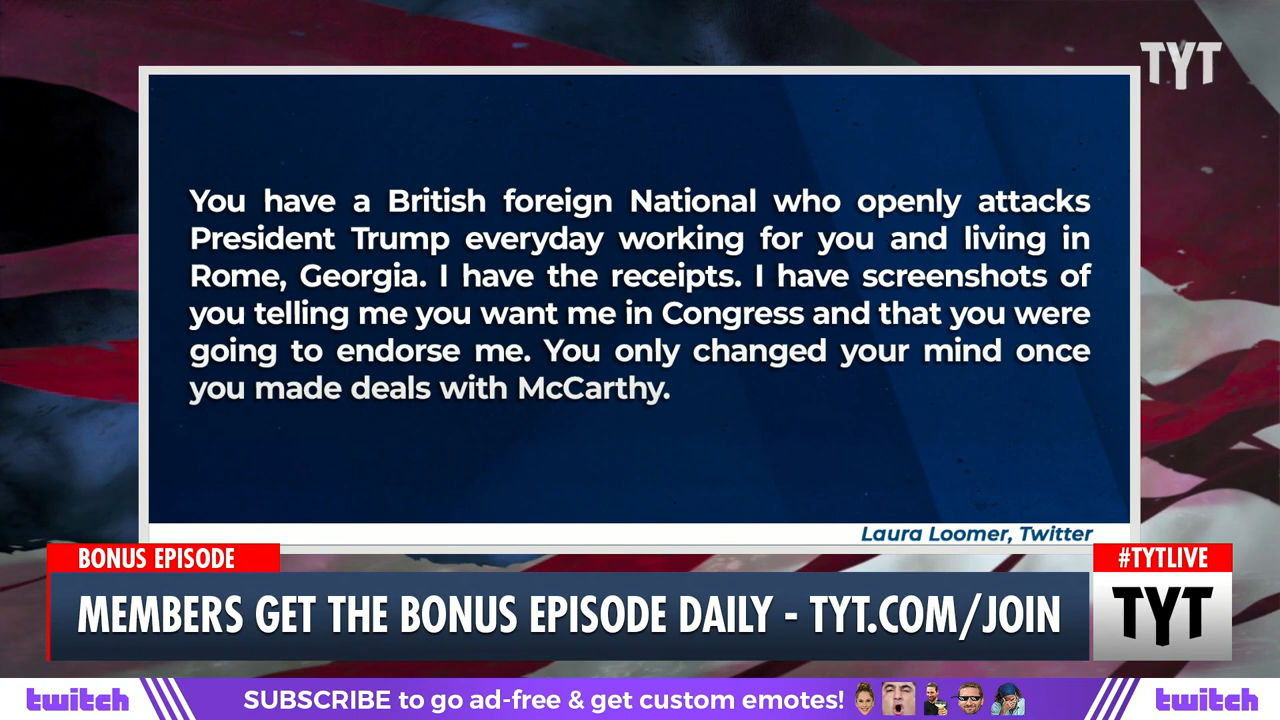 TYT
You have a British foreign National who openly attacks
President Trump everyday working for you and living in
Rome, Georgia. I have the receipts. I have screenshots of
you telling me you want me in Congress and that you were
going to endorse me. You only changed your mind once
you made deals with McCarthy.
Laura Loomer, Twitter
BONUS EPISODE
#TYTLIVE
MEMBERS GET THE BONUS EPISODE DAILY - TYT.COM/JOIN
TYT
twitch
SUBSCRIBE to go ad-free & get custom emotes!
twitch